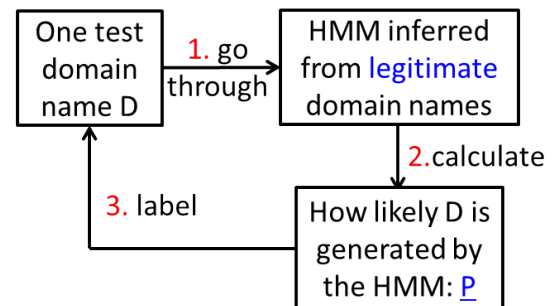 One test
domain
name D
1. go
through
HMM inferred
from legitimate
domain names
2.calculate
How likely D is
generated by
the HMM: P
3. label